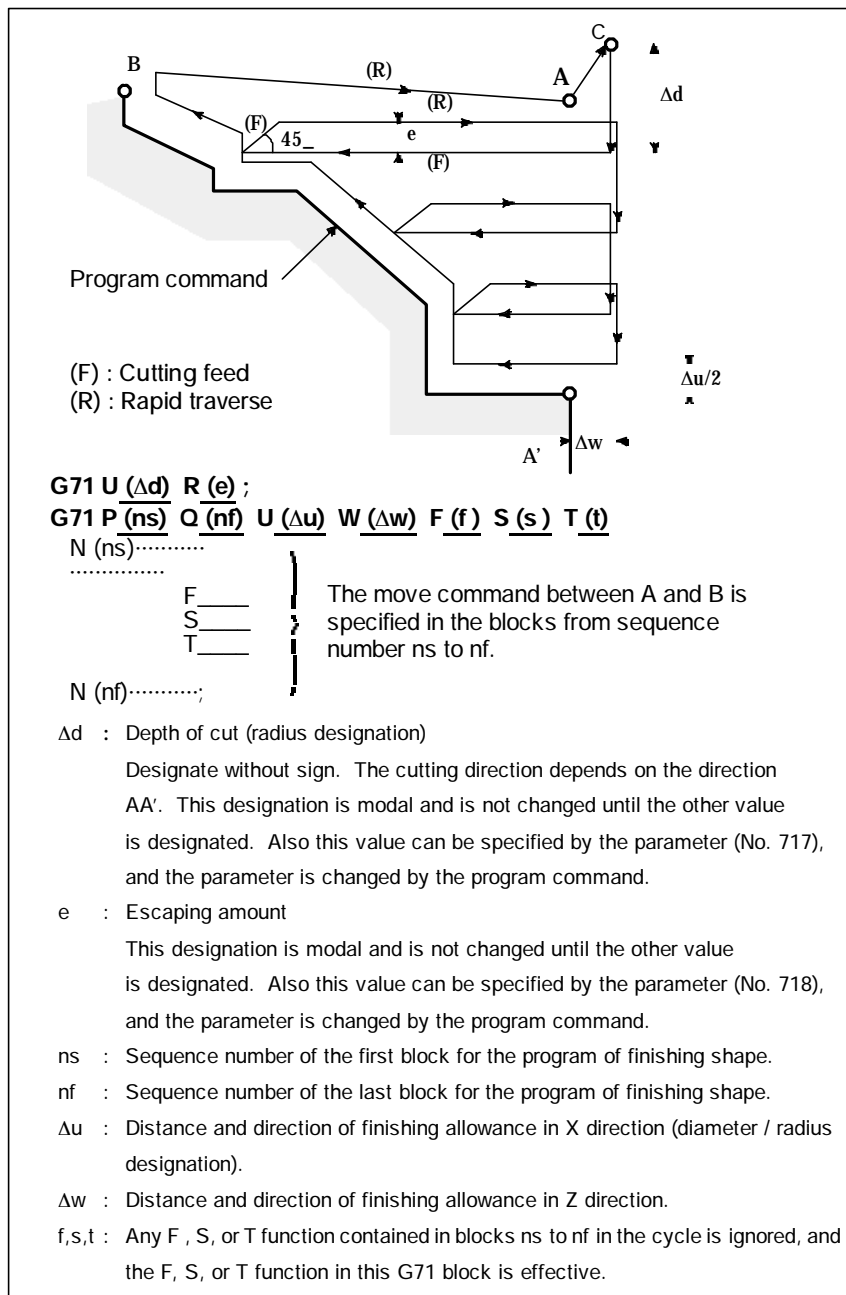 C
B
(R)
A
(R)
Δd
(F)
45_
e
(F)
Program command
(F) : Cutting feed
(R) : Rapid traverse
Δu/2
A'
Δw
G71 U (Δd) R (e) ;
G71 P (ns) Q (nf) U (Δu) W (Δw) F (f ) S (s ) T (t)
N (ns)···········
···············
F____
S____
T____
The move command between A and B is
specified in the blocks from sequence
number ns to nf.
N (nf)···········;
Δd : Depth of cut (radius designation)
Designate without sign. The cutting direction depends on the direction
AA'. This designation is modal and is not changed until the other value
is designated. Also this value can be specified by the parameter (No. 717),
and the parameter is changed by the program command.
e : Escaping amount
This designation is modal and is not changed until the other value
is designated. Also this value can be specified by the parameter (No. 718),
and the parameter is changed by the program command.
ns : Sequence number of the first block for the program of finishing shape.
nf : Sequence number of the last block for the program of finishing shape.
Δu : Distance and direction of finishing allowance in X direction (diameter / radius
designation).
Δw : Distance and direction of finishing allowance in Z direction.
f,s,t : Any F , S, or T function contained in blocks ns to nf in the cycle is ignored, and
the F, S, or T function in this G71 block is effective.